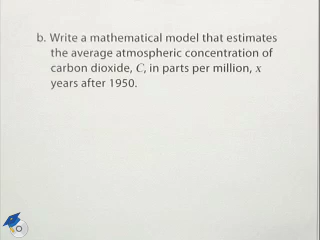 b. Write a mathematical model that estimates
the average atmospheric concentration of
carbon dioxide, C, in parts per million, x
years after 1950.